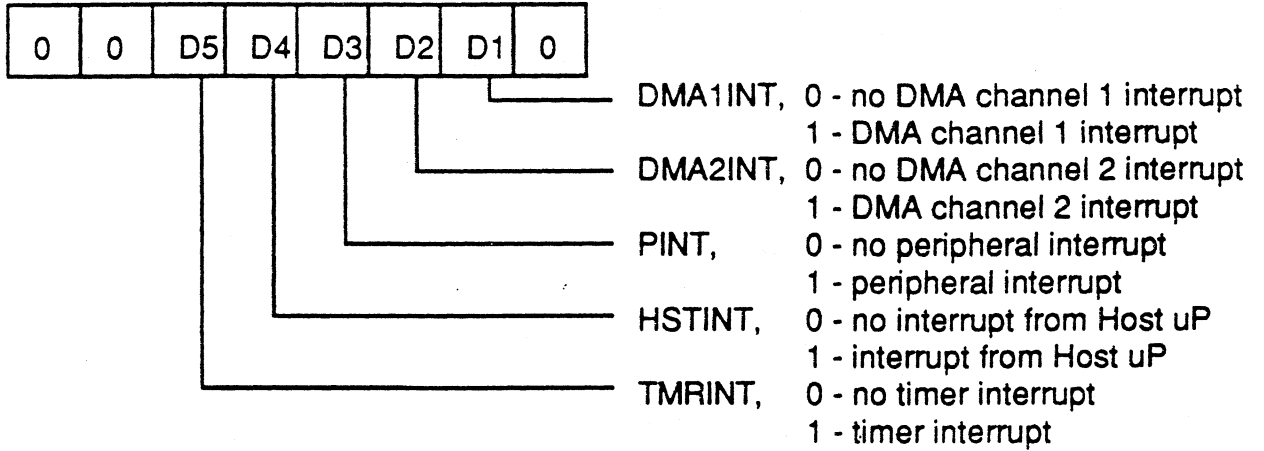 0 0 D5 D4 D3 D2 D1 0
DMA1INT, 0 - no DMA channel 1 interrupt
1 - DMA channel 1 interrupt
DMA2INT, 0 - no DMA channel 2 interrupt
1 - DMA channel 2 interrupt
PINT, 0 - no peripheral interrupt
1 - peripheral interrupt
HSTINT, 0 - no interrupt from Host uP
1 - interrupt from Host uP
TMRINT, 0 - no timer interrupt
1 - timer interrupt